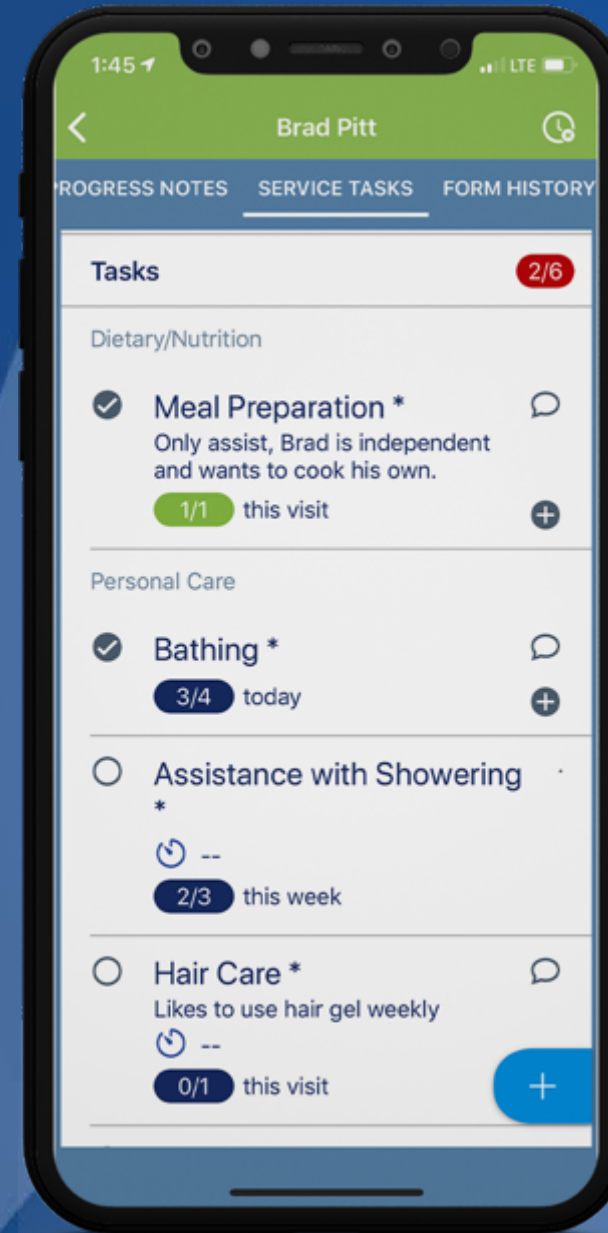 1:45 LTE
Brad Pitt
ROGRESS NOTES SERVICE TASKS FORM HISTORY
Tasks 2/6
Dietary/Nutrition
Meal Preparation *
Only assist, Brad is independent
and wants to cook his own.
1/1 this visit
Personal Care
Bathing *
3/4 today
Assistance with Showering
*
--
2/3 this week
Hair Care *
Likes to use hair gel weekly
--
0/1 this visit